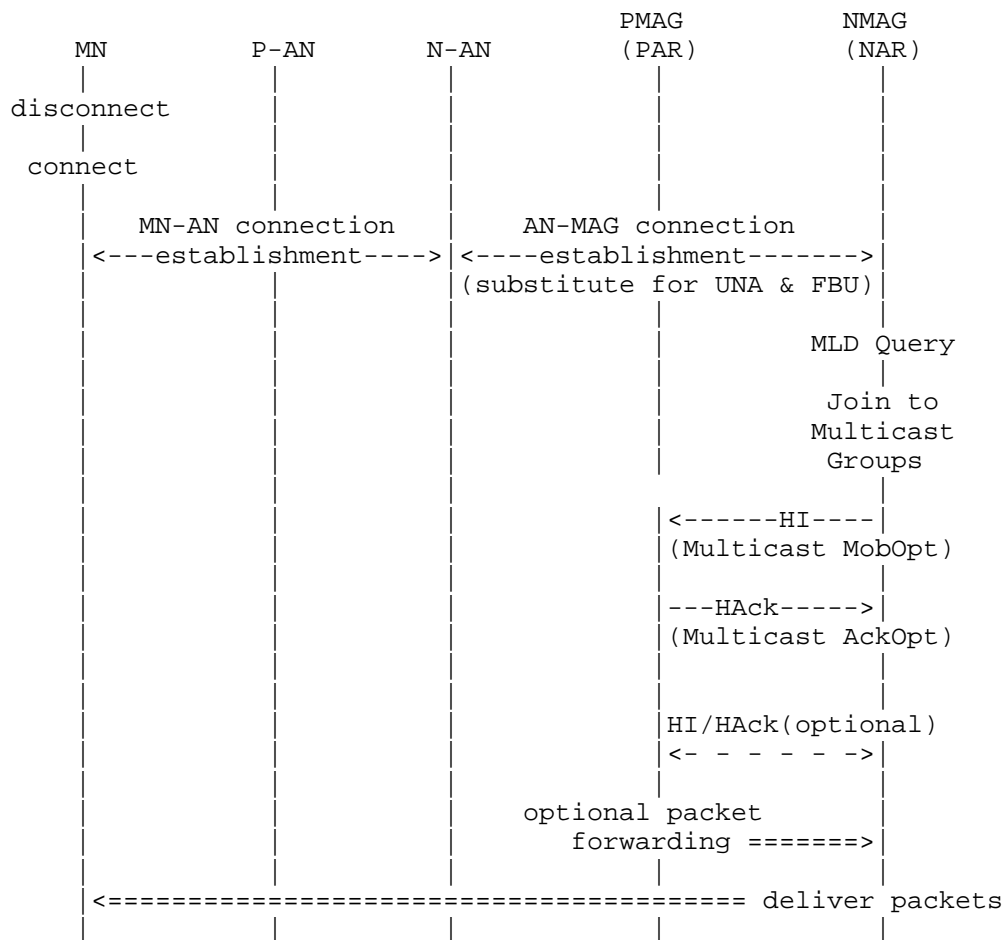 PMAG NMAG
MN P-AN N-AN (PAR) (NAR)
disconnect
connect
MN-AN connection AN-MAG connection
<---establishment----> <----establishment------->
(substitute for UNA & FBU)
MLD Query
Join to
Multicast
Groups
<------HI----
(Multicast MobOpt)
---HAck----->
(Multicast AckOpt)
HI/HAck(optional)
<- - - - - ->
optional packet
forwarding =======>
<======================================== deliver packets